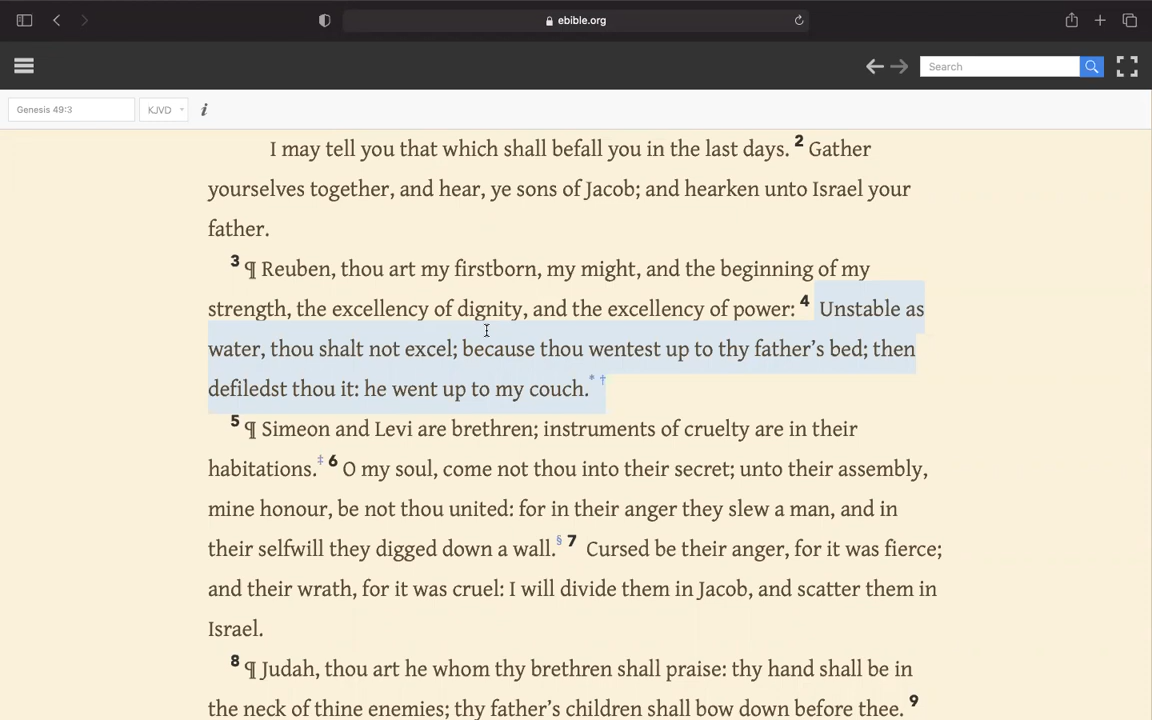 ebible.org
Search
Genesis 49:3
KJVD
i
I may tell you that which shall befall you in the last days. 2 Gather
yourselves together, and hear, ye sons of Jacob; and hearken unto Israel your
father.
3 ¶ Reuben, thou art my firstborn, my might, and the beginning of my
strength, the excellency of dignity, and the excellency of power: 4 Unstable as
water, thou shalt not excel; because thou wentest up to thy father’s bed; then
defiledst thou it: he went up to my couch.* †
5 ¶ Simeon and Levi are brethren; instruments of cruelty are in their
habitations.‡ 6 O my soul, come not thou into their secret; unto their assembly,
mine honour, be not thou united: for in their anger they slew a man, and in
their selfwill they digged down a wall.§ 7 Cursed be their anger, for it was fierce;
and their wrath, for it was cruel: I will divide them in Jacob, and scatter them in
Israel.
8 ¶ Judah, thou art he whom thy brethren shall praise: thy hand shall be in
the neck of thine enemies; thy father’s children shall bow down before thee. 9